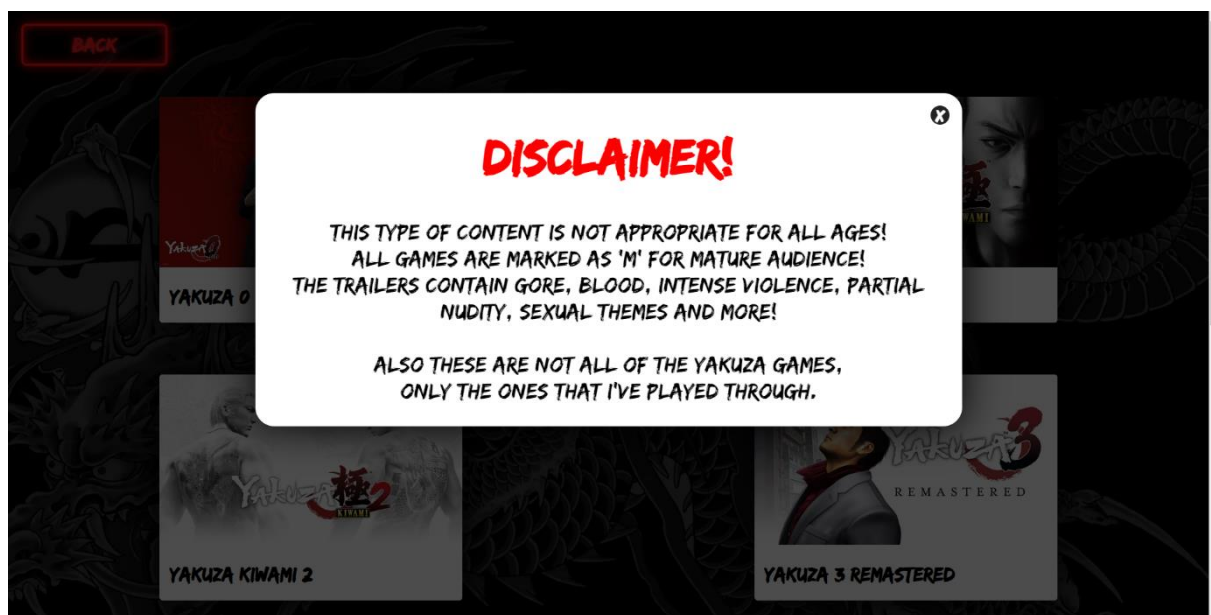 BACK
X
DISCLAIMER!
THIS TYPE OF CONTENT IS NOT APPROPRIATE FOR ALL AGES!
ALL GAMES ARE MARKED AS 'M' FOR MATURE AUDIENCE!
THE TRAILERS CONTAIN GORE, BLOOD, INTENSE VIOLENCE, PARTIAL
NUDITY, SEXUAL THEMES AND MORE!
ALSO THESE ARE NOT ALL OF THE YAKUZA GAMES,
ONLY THE ONES THAT I'VE PLAYED THROUGH.
YAKUZA 0
極
YAKUZA 0
YAKUZA 極 2
KIWAMI
YAKUZA KIWAMI 2
YAKUZA 3
REMASTERED
YAKUZA 3 REMASTERED